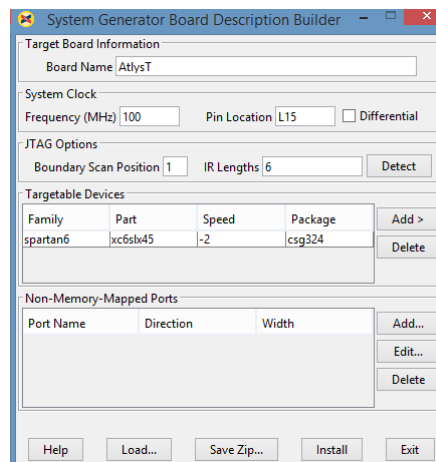 System Generator Board Description Builder
Target Board Information
Board Name AtlysT
System Clock
Frequency (MHz) 100 Pin Location L15 Differential
JTAG Options
Boundary Scan Position 1 IR Lengths 6 Detect
Targetable Devices
Family Part Speed Package Add >
spartan6 xc6slx45 -2 csg324
Delete
Non-Memory-Mapped Ports
Port Name Direction Width Add...
Edit...
Delete
Help Load... Save Zip... Install Exit